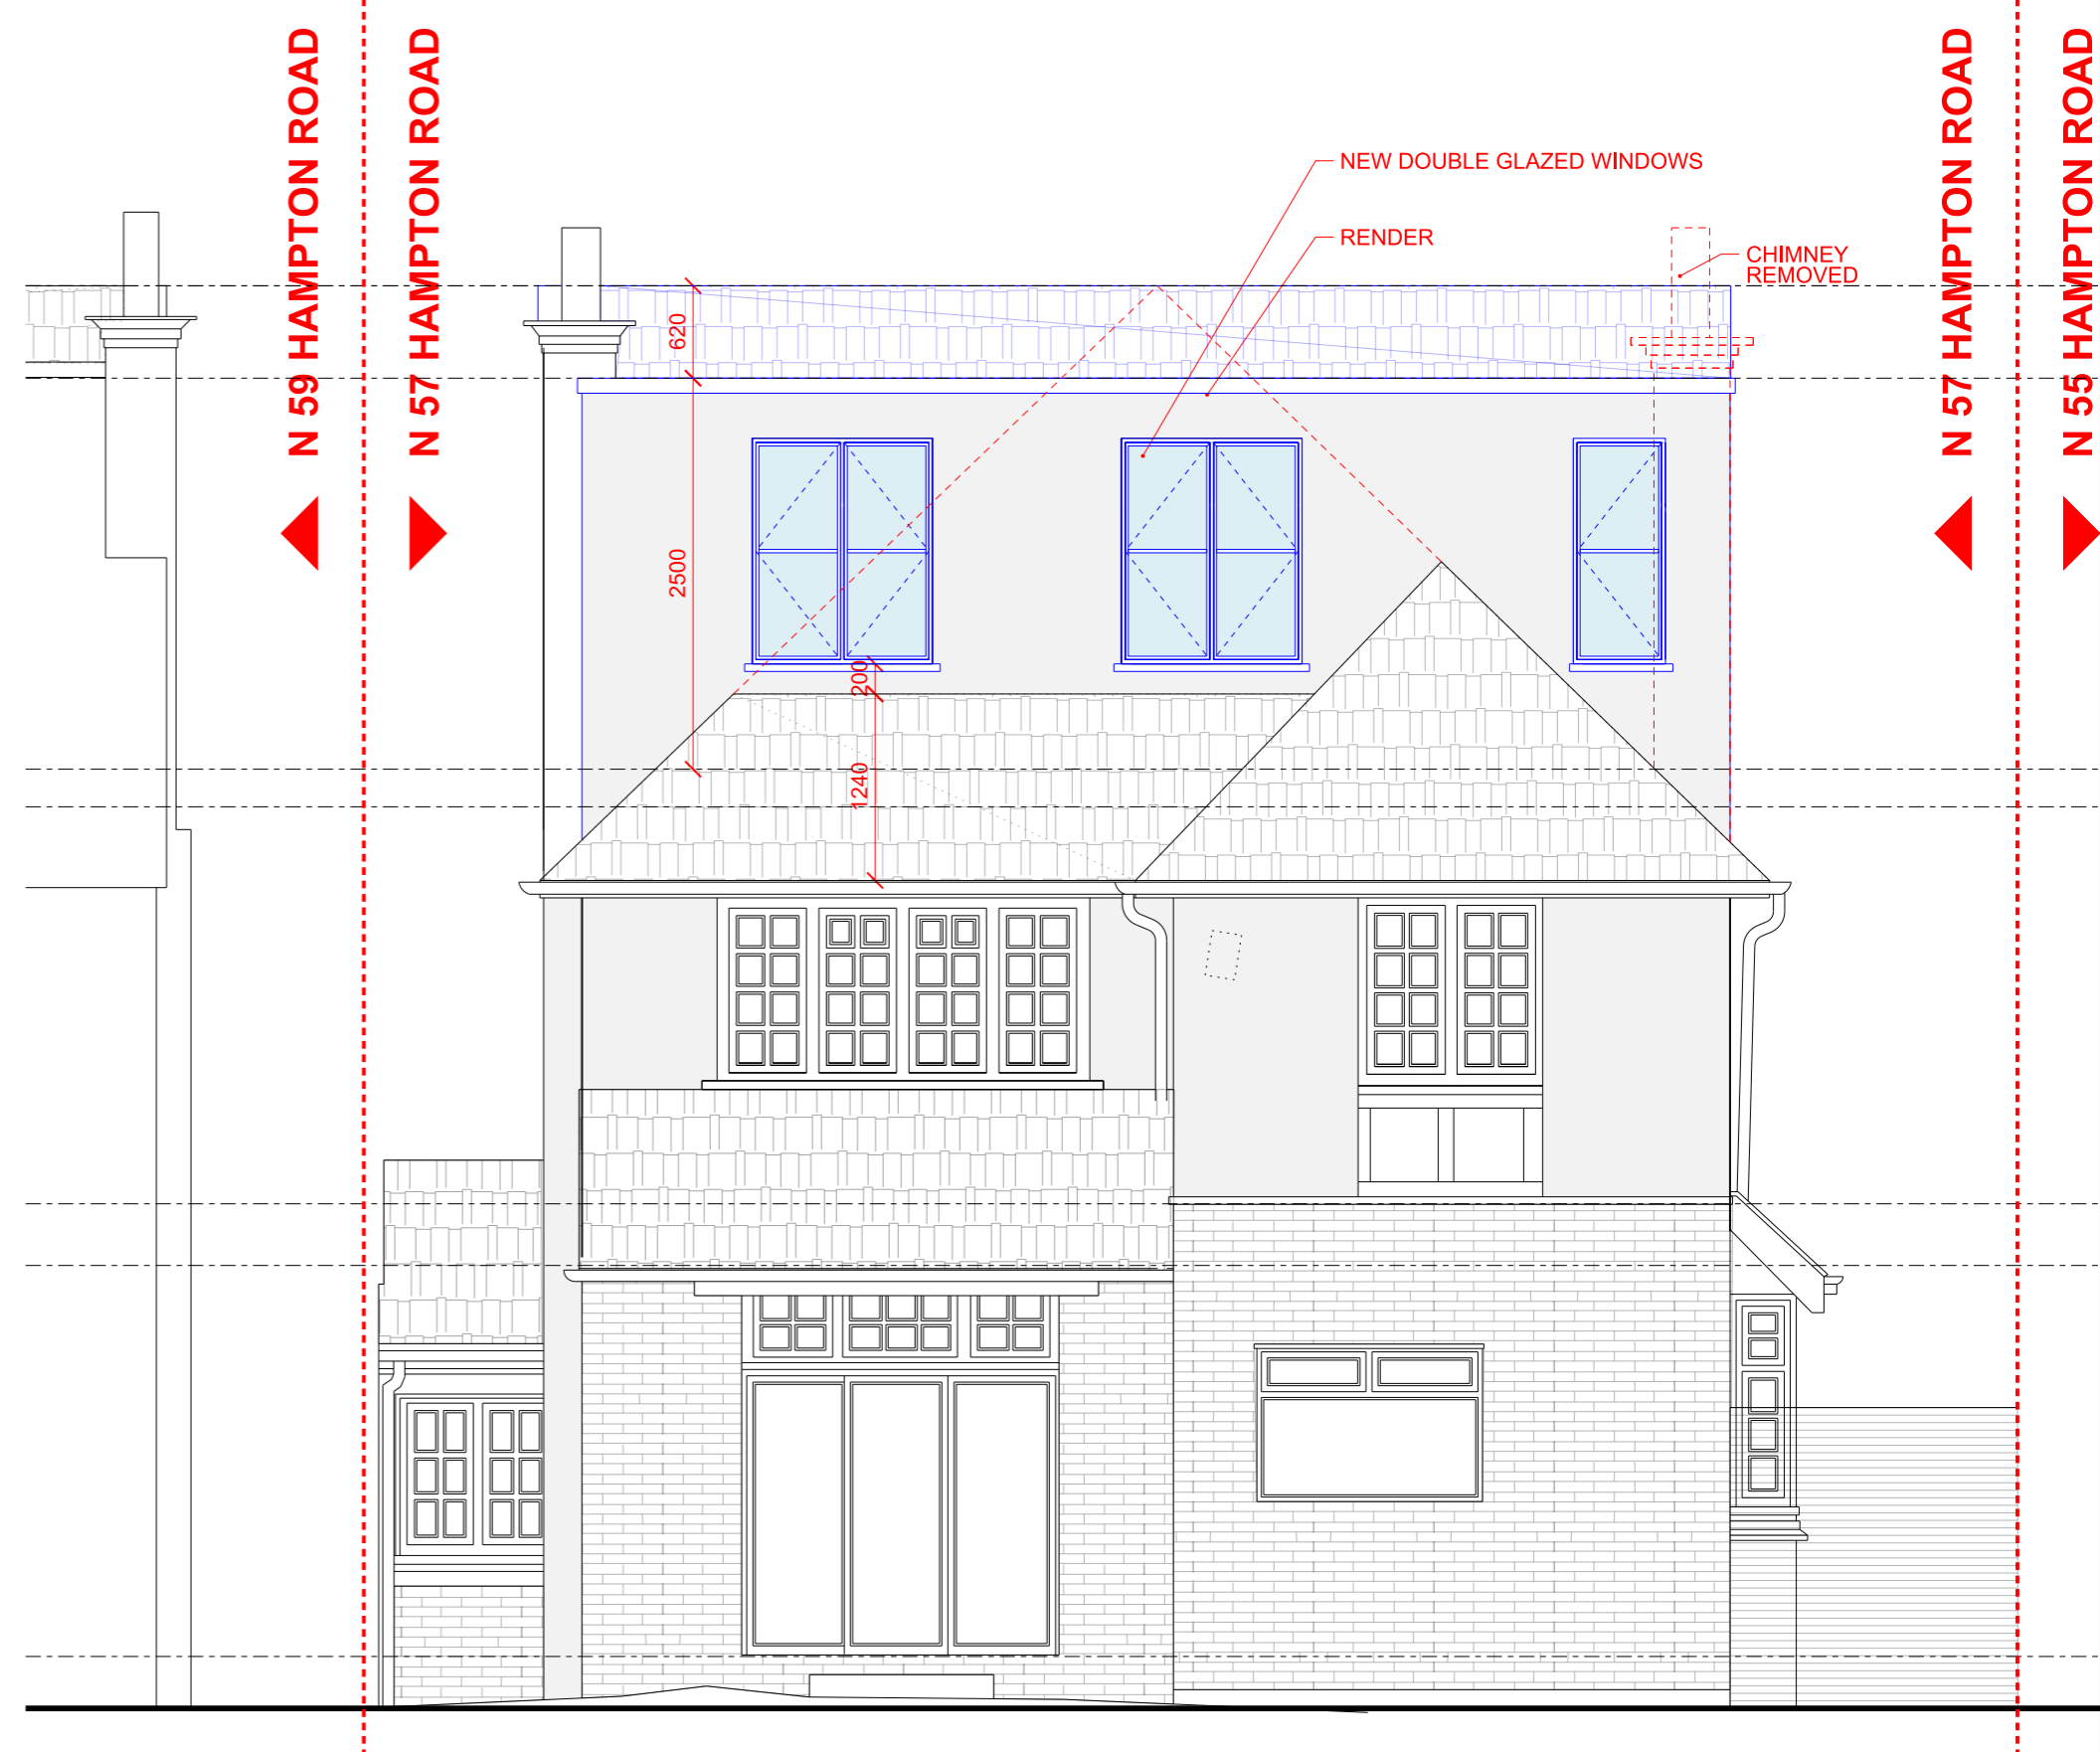 N 59 HAMPTON ROAD
N 57 HAMPTON ROAD
N 57 HAMPTON ROAD
N 55 HAMPTON ROAD
NEW DOUBLE GLAZED WINDOWS
RENDER
CHIMNEY
REMOVED
620
2500
200
1240